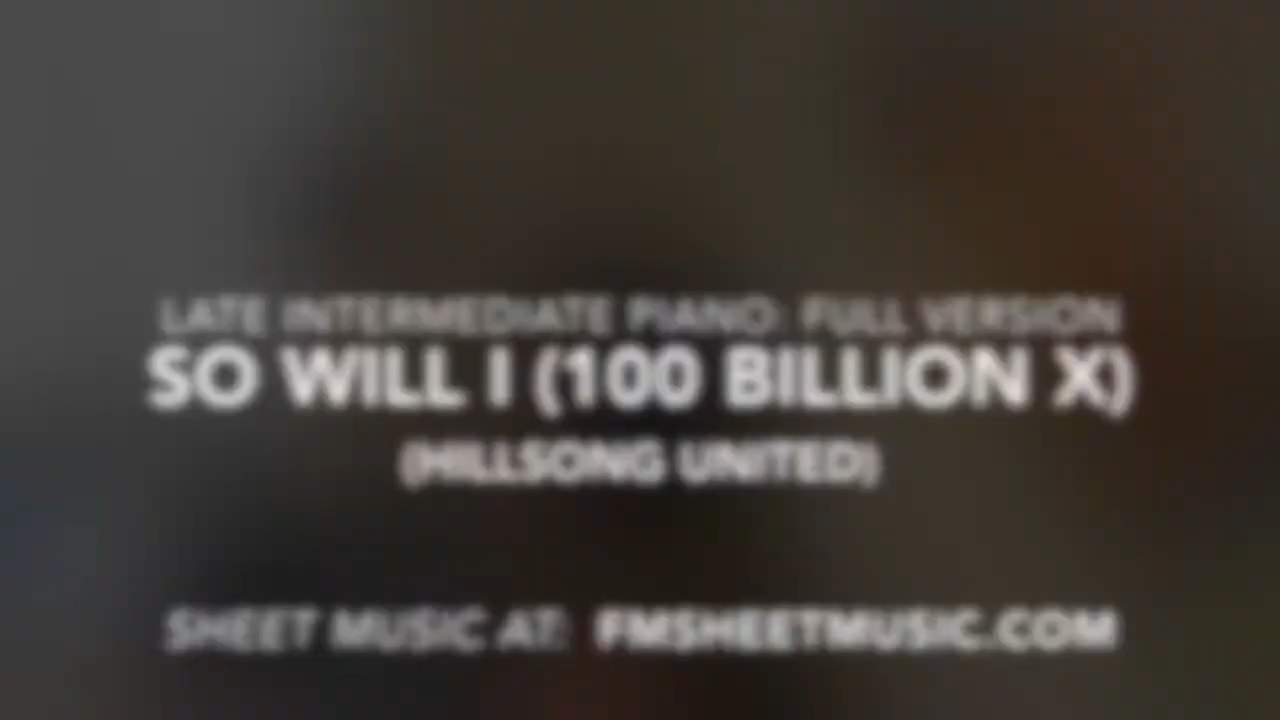 LATE INTERMEDIATE PIANO: FULL VERSION
SO WILL I (100 BILLION X)
(HILLSONG UNITED)
SHEET MUSIC AT: FMSHEETMUSIC.COM